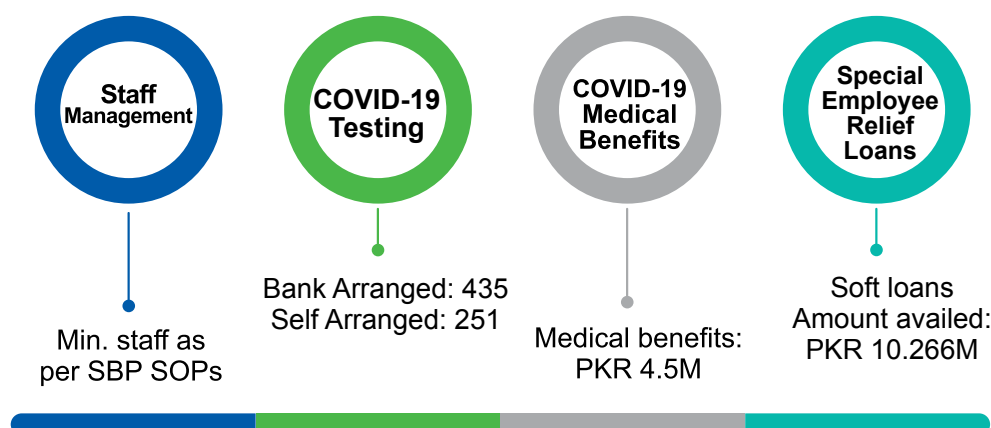 Staff
Management
Min. staff as
per SBP SOPs
COVID-19
Testing
Bank Arranged: 435
Self Arranged: 251
COVID-19
Medical
Benefits
Medical benefits:
PKR 4.5M
Special
Employee
Relief
Loans
Soft loans
Amount availed:
PKR 10.266M